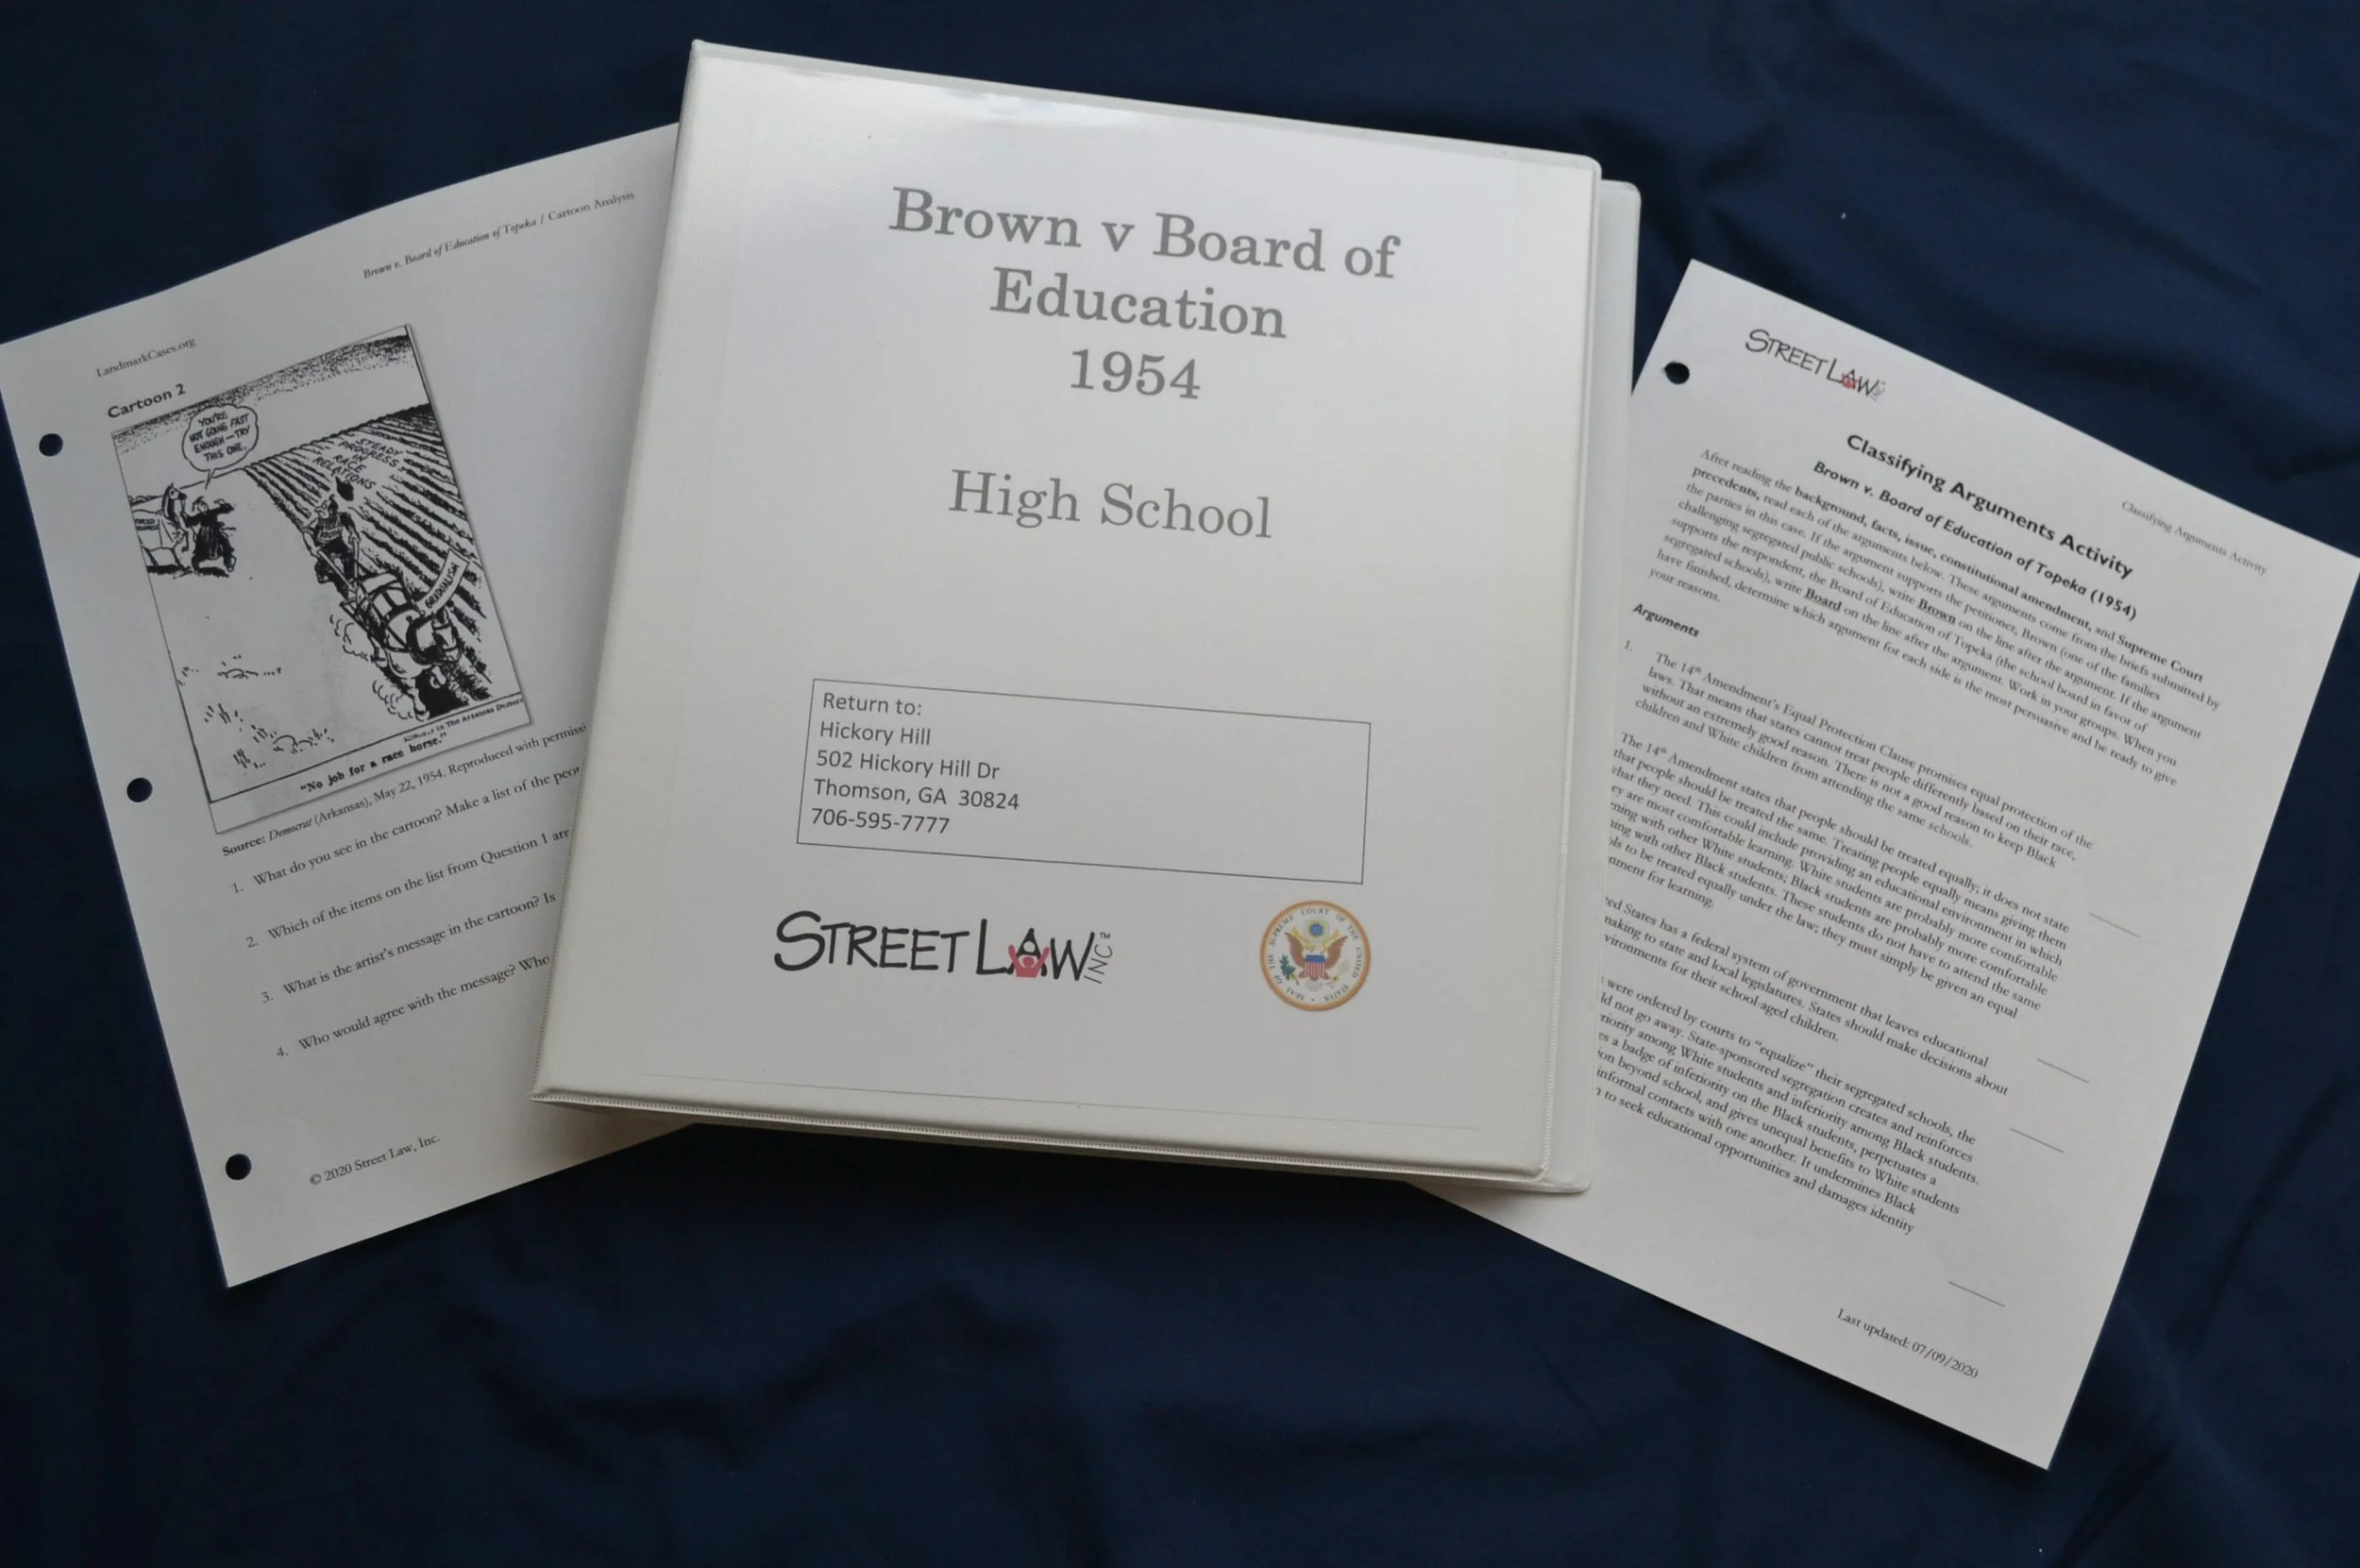 Brown v. Board of Education of Topeka / Cartoon Analysis
LandmarkCases.org
Cartoon 2
YOU'RE
NOT GOING FAST
ENOUGH—TRY
THIS ONE.
STEADY
PROGRESS
IN
RACE
RELATIONS
GRADUALISM
"No job for a race horse."
Source: Democrat (Arkansas), May 22, 1954. Reproduced with
1. What do you see in the cartoon? Make a list of the
2. Which of the items on the list from Question 1 are
3. What is the artist's message in the cartoon? Is
4. Who would agree with the message? Who
© 2020 Street Law, Inc.
Brown v Board of
Education
1954
High School
Return to:
Hickory Hill
502 Hickory Hill Dr
Thomson, GA 30824
706-595-7777
STREET LAW INC™
SEAL OF THE SUPREME COURT OF THE UNITED STATES
STREET LAW INC
Classifying Arguments Activity
Classifying Arguments Activity
Brown v. Board of Education of Topeka (1954)
After reading the background, facts, issue, constitutional amendment, and Supreme Court
precedents, read each of the arguments below. These arguments come from the briefs submitted by
the parties in this case. If the argument supports the petitioner, Brown (one of the families
challenging segregated public schools), write Brown on the line after the argument. If the argument
supports the respondent, the Board of Education of Topeka (the school board in favor of
segregated schools), write Board on the line after the argument. Work in your groups. When you
have finished, determine which argument for each side is the most persuasive and be ready to give
your reasons.
Arguments
1. The 14th Amendment's Equal Protection Clause promises equal protection of the
laws. That means that states cannot treat people differently based on their race,
without an extremely good reason. There is not a good reason to keep Black
children and White children from attending the same schools.
The 14th Amendment states that people should be treated equally; it does not state
that people should be treated the same. Treating people equally means giving them
what they need. This could include providing an educational environment in which
are most comfortable learning. White students are probably more comfortable
with other White students; Black students are probably more comfortable
with other Black students. These students do not have to attend the same
to be treated equally under the law; they must simply be given an equal
for learning.
States has a federal system of government that leaves educational
making to state and local legislatures. States should make decisions about
for their school-aged children.
were ordered by courts to "equalize" their segregated schools, the
not go away. State-sponsored segregation creates and reinforces
among White students and inferiority among Black students.
a badge of inferiority on the Black students, perpetuates a
beyond school, and gives unequal benefits to White students
informal contacts with one another. It undermines Black
to seek educational opportunities and damages identity
Last updated: 07/09/2020